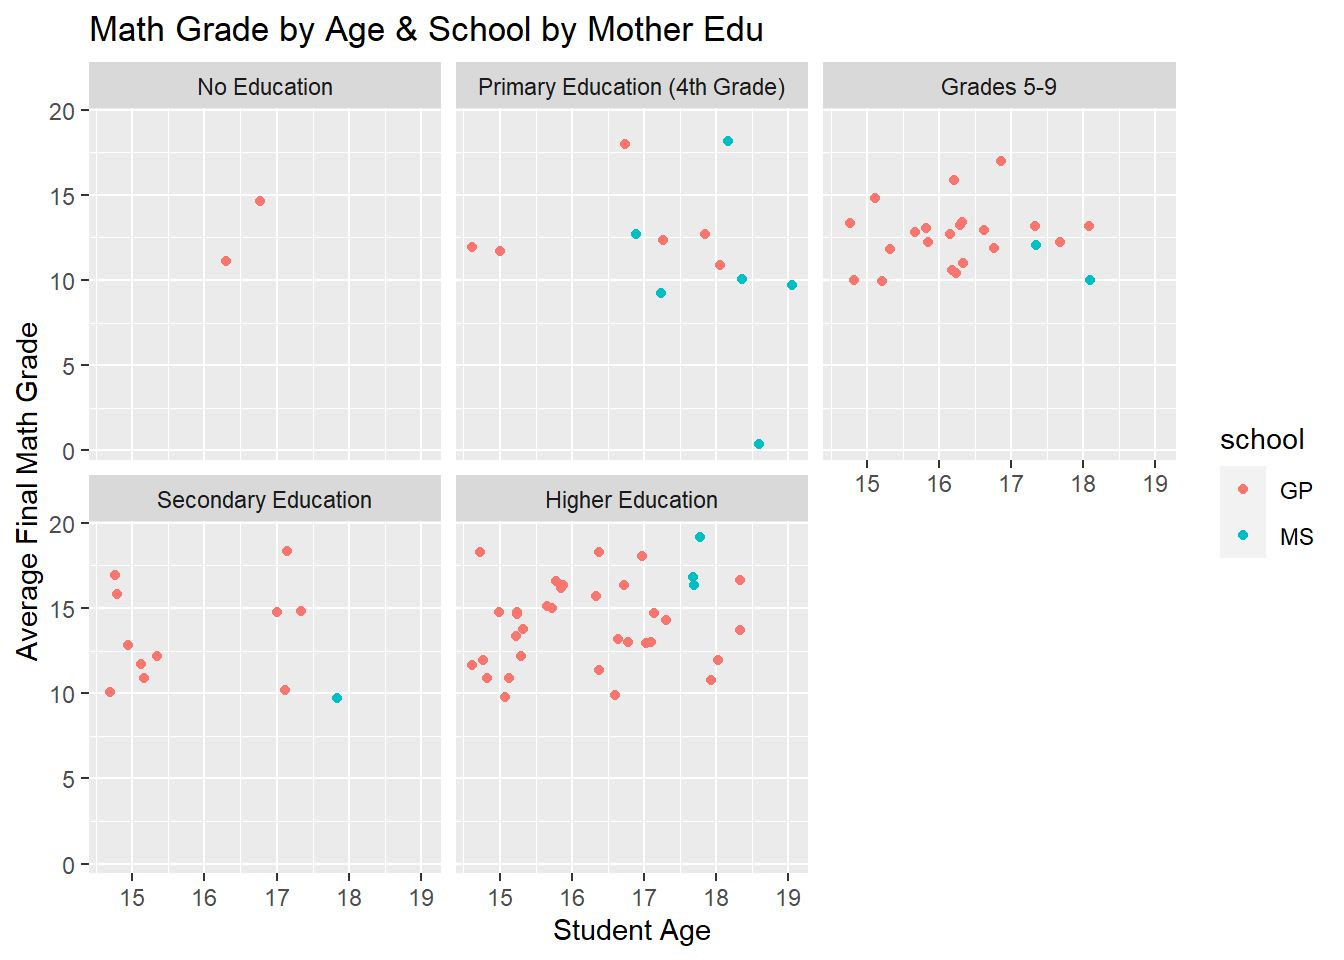 Math Grade by Age & School by Mother Edu
No Education
Primary Education (4th Grade)
Grades 5-9
20
15
10
5
0
15 16 17 18 19
Secondary Education
Higher Education
20
15
10
5
0
15 16 17 18 19
15 16 17 18 19
Average Final Math Grade
Student Age
school
GP
MS